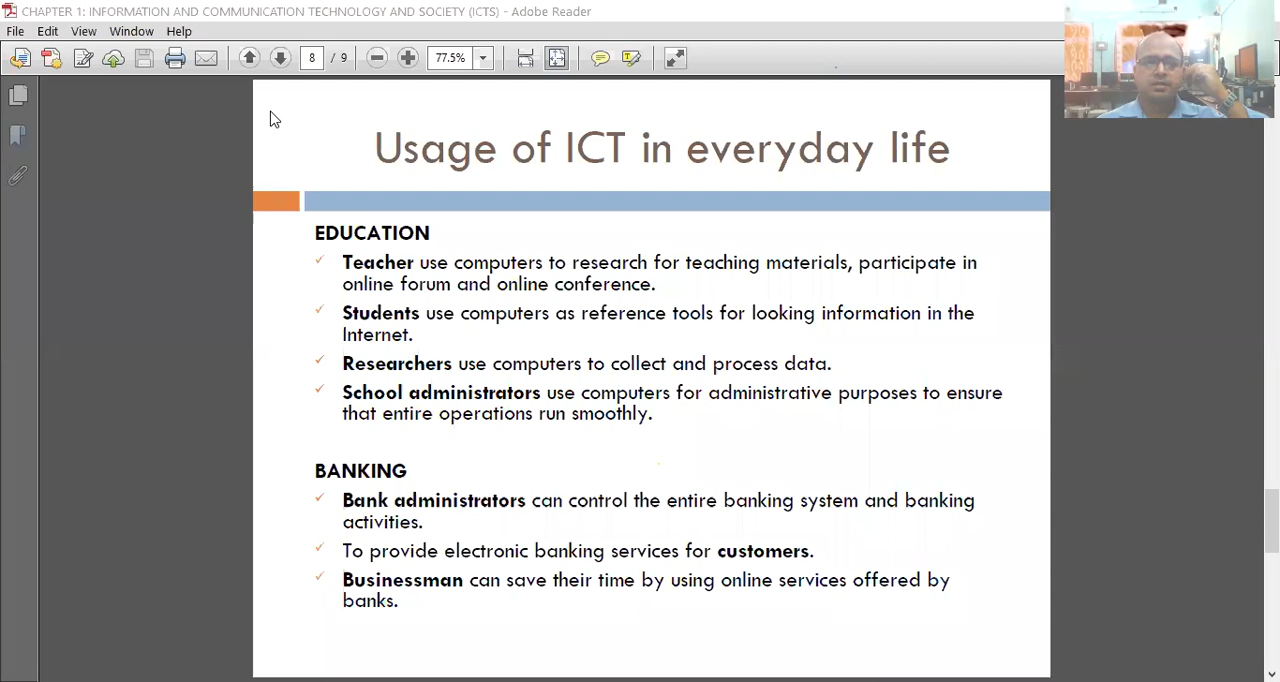 CHAPTER 1: INFORMATION AND COMMUNICATION TECHNOLOGY AND SOCIETY (ICTS) - Adobe Reader
File Edit View Window Help
8 / 9 77.5%
Usage of ICT in everyday life
EDUCATION
✓ Teacher use computers to research for teaching materials, participate in
online forum and online conference.
✓ Students use computers as reference tools for looking information in the
Internet.
✓ Researchers use computers to collect and process data.
✓ School administrators use computers for administrative purposes to ensure
that entire operations run smoothly.
BANKING
✓ Bank administrators can control the entire banking system and banking
activities.
✓ To provide electronic banking services for customers.
✓ Businessman can save their time by using online services offered by
banks.